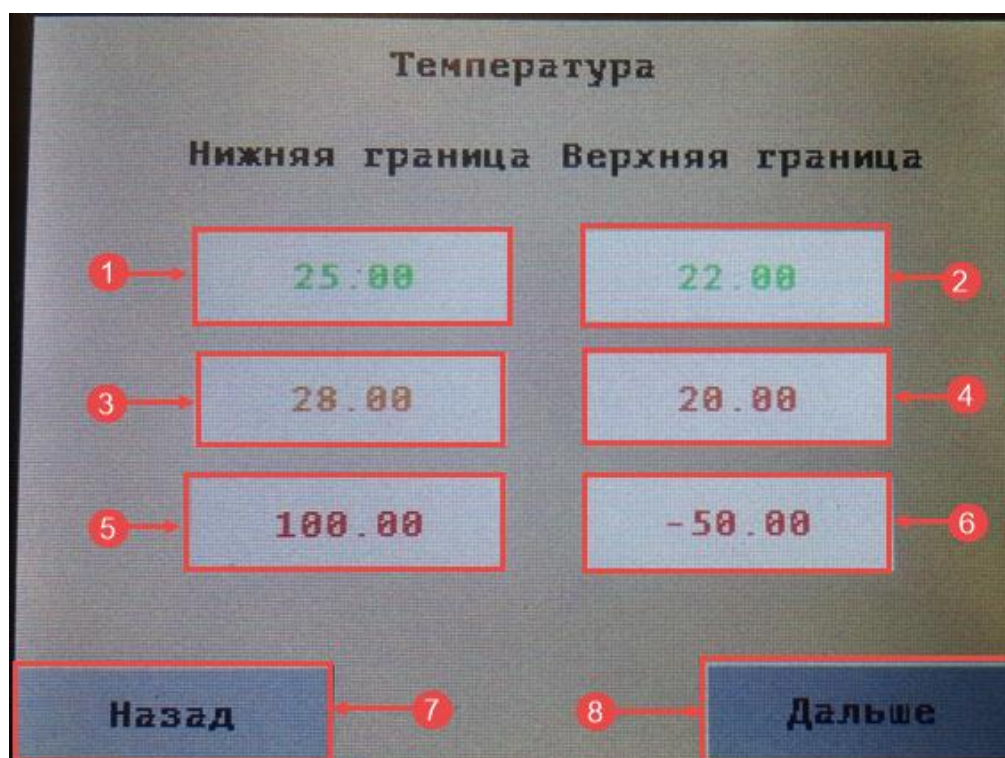 Температура
Нижняя граница Верхняя граница
1 25.00 22.00 2
3 28.00 20.00 4
5 100.00 -50.00 6
Назад 7 8 Дальше